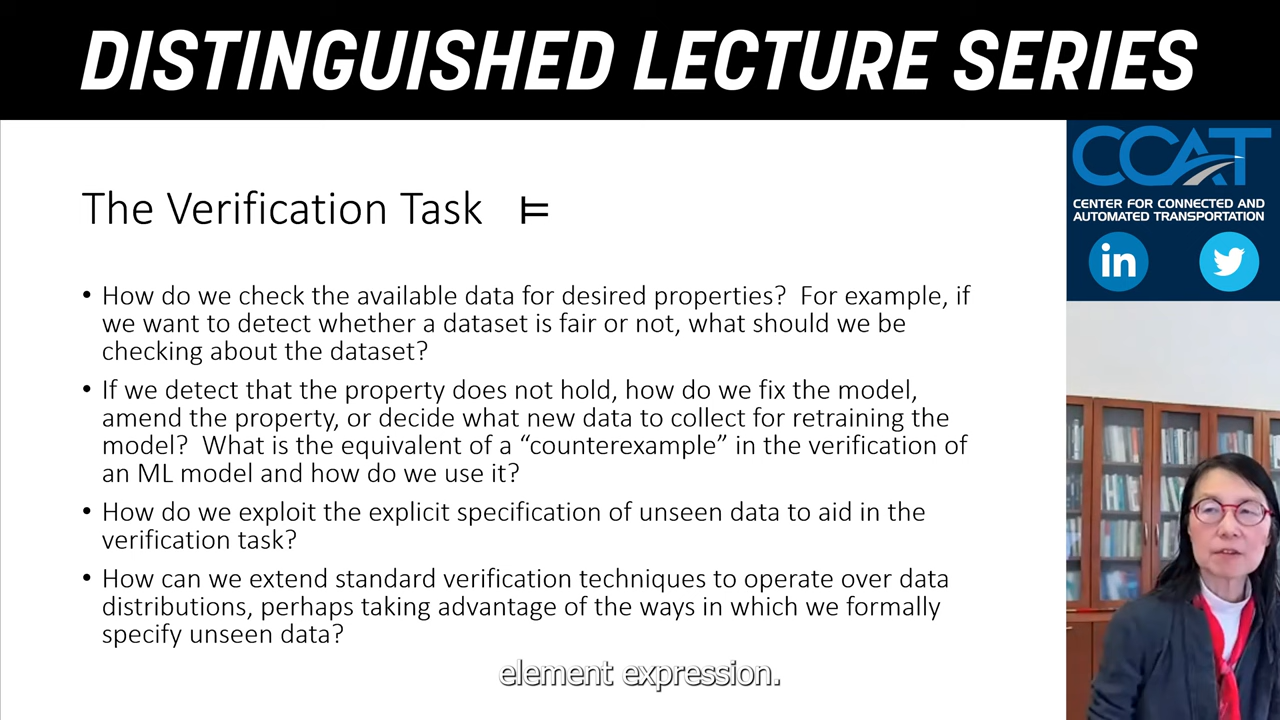 DISTINGUISHED LECTURE SERIES
CCAT
CENTER FOR CONNECTED AND
AUTOMATED TRANSPORTATION
in
The Verification Task ⊨
• How do we check the available data for desired properties? For example, if
we want to detect whether a dataset is fair or not, what should we be
checking about the dataset?
• If we detect that the property does not hold, how do we fix the model,
amend the property, or decide what new data to collect for retraining the
model? What is the equivalent of a “counterexample” in the verification of
an ML model and how do we use it?
• How do we exploit the explicit specification of unseen data to aid in the
verification task?
• How can we extend standard verification techniques to operate over data
distributions, perhaps taking advantage of the ways in which we formally
specify unseen data?
element expression.